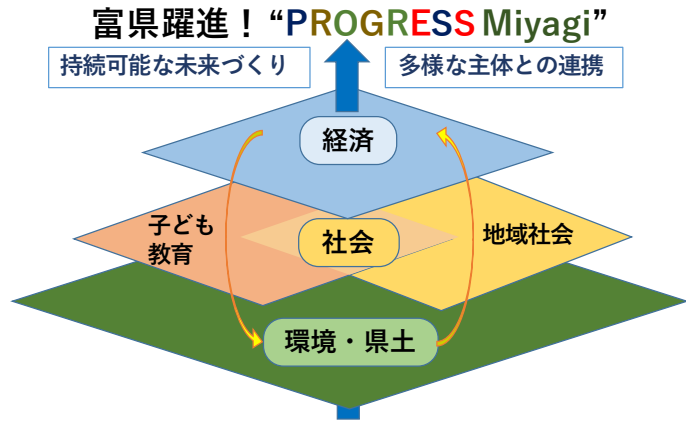 富県躍進！“PROGRESS Miyagi”
持続可能な未来づくり
多様な主体との連携
経済
子ども
教育
社会
地域社会
環境・県土